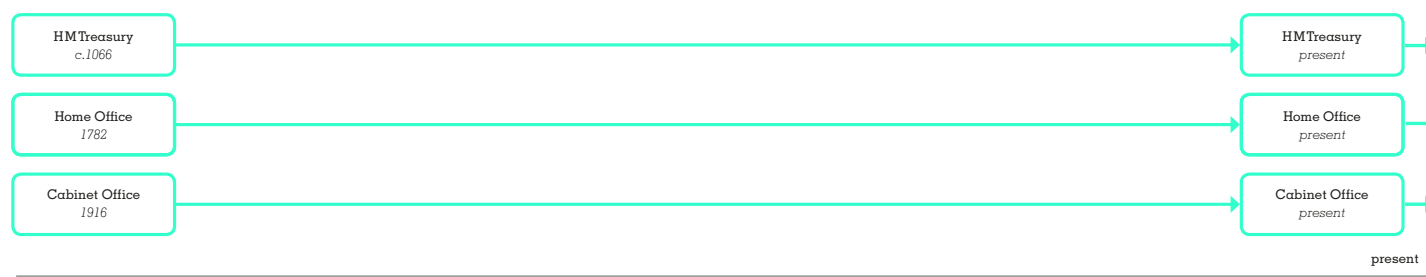 HM Treasury
c.1066
HM Treasury
present
Home Office
1782
Home Office
present
Cabinet Office
1916
Cabinet Office
present
present